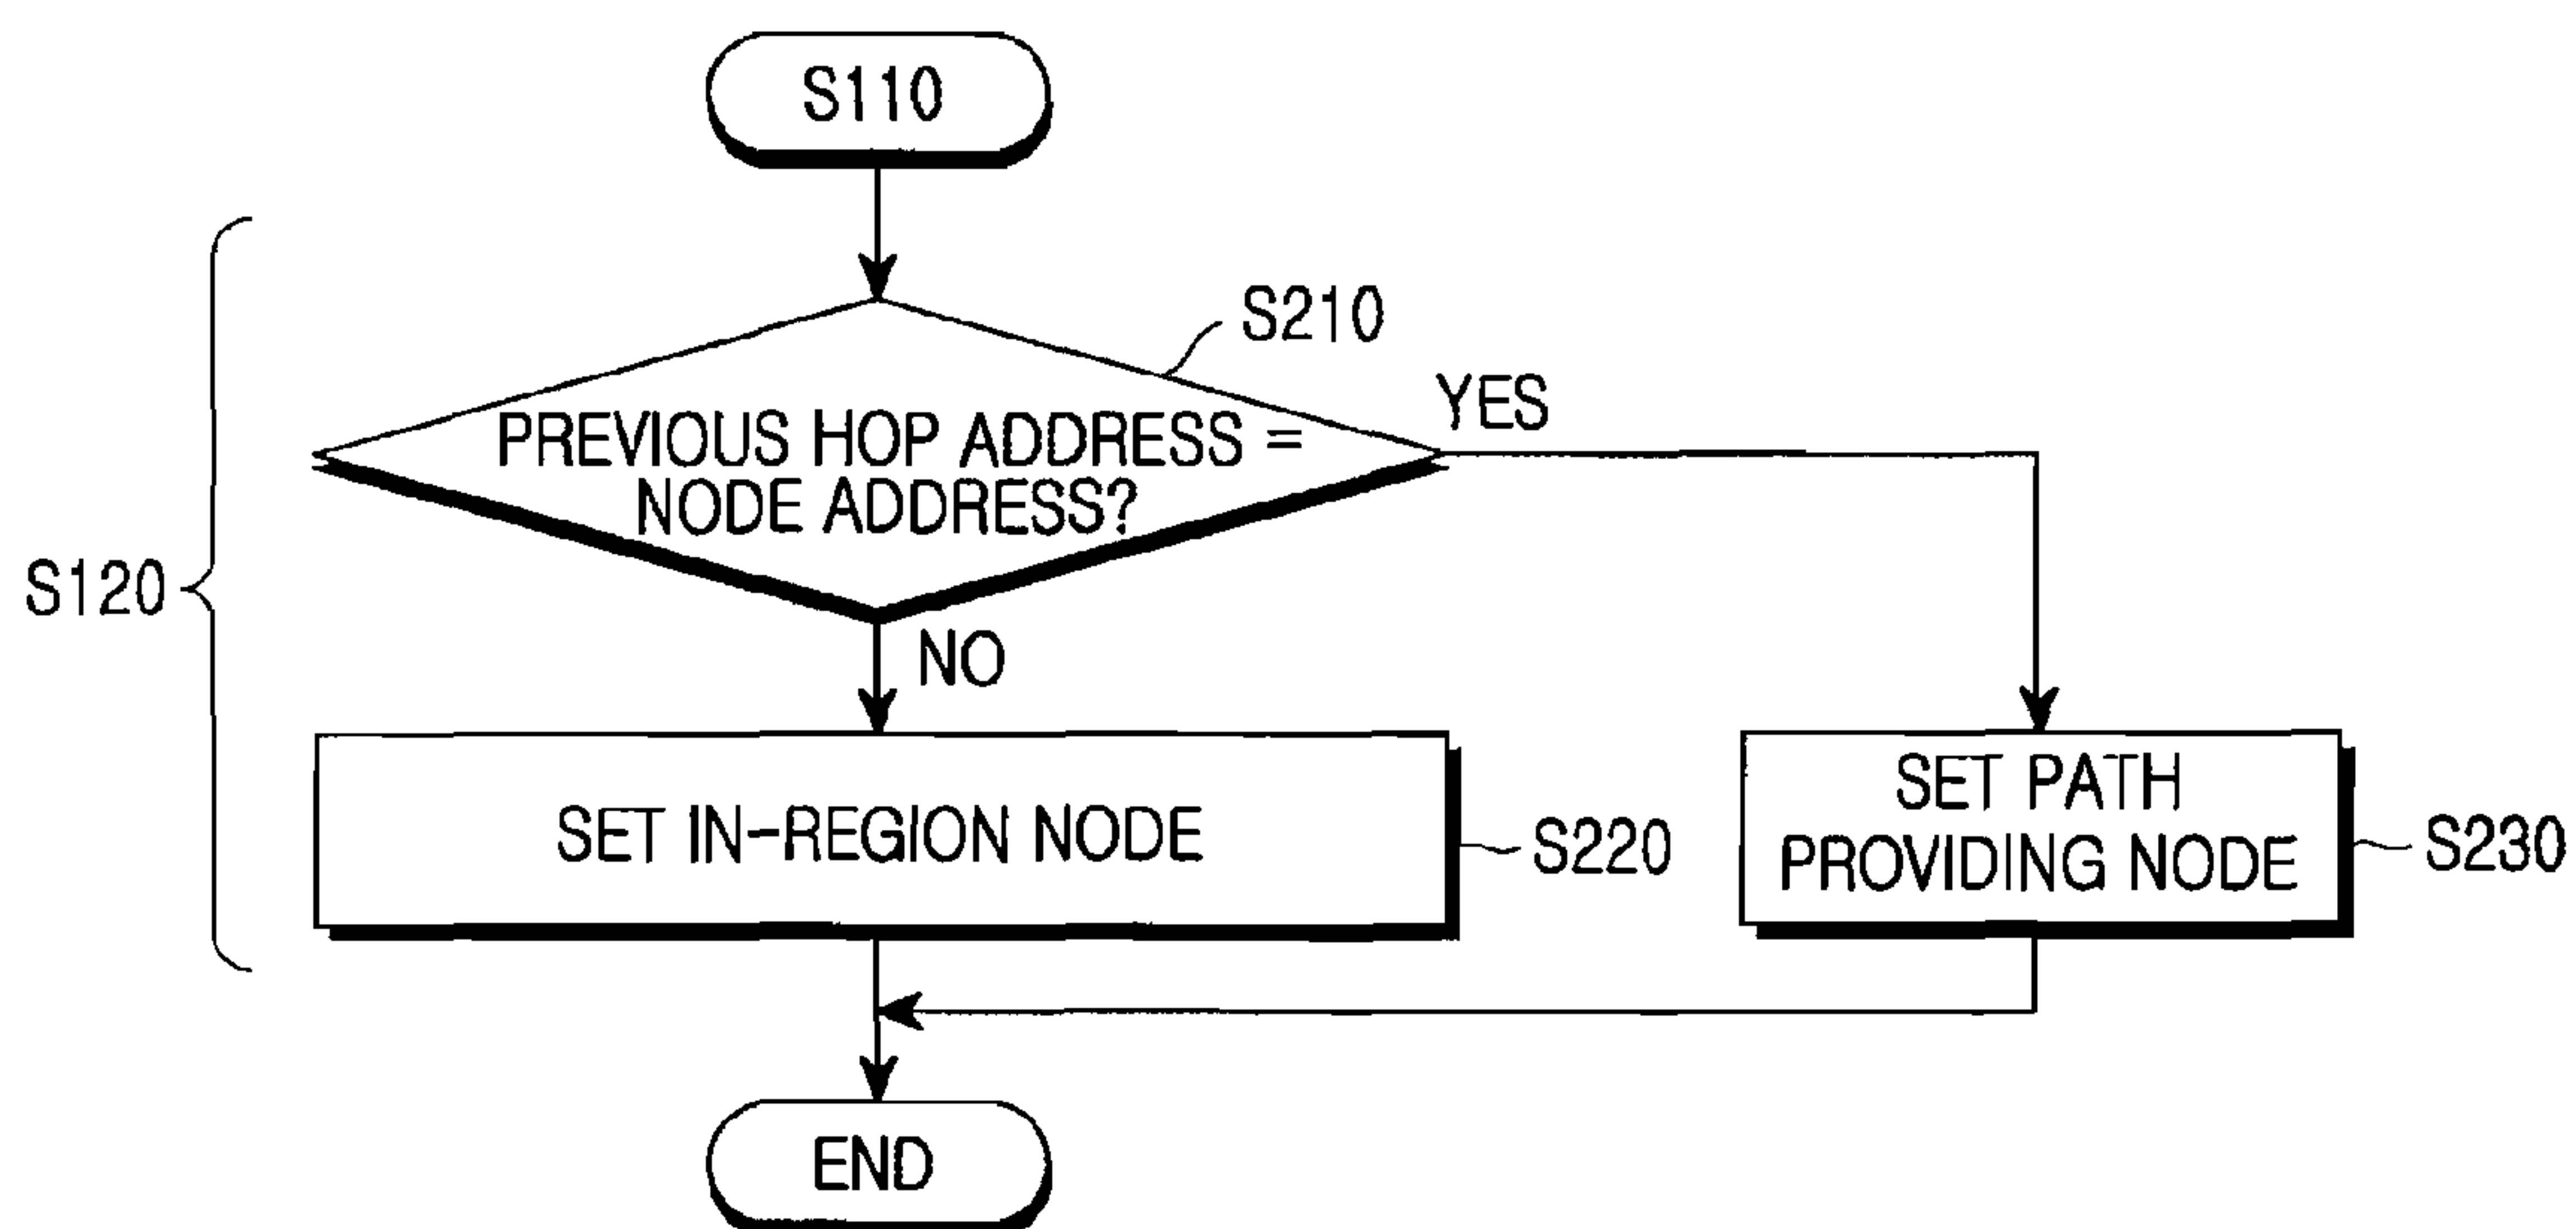 S110
S210
YES
PREVIOUS HOP ADDRESS =
NODE ADDRESS?
S120
NO
SET IN-REGION NODE
S220
SET PATH
PROVIDING NODE
S230
END